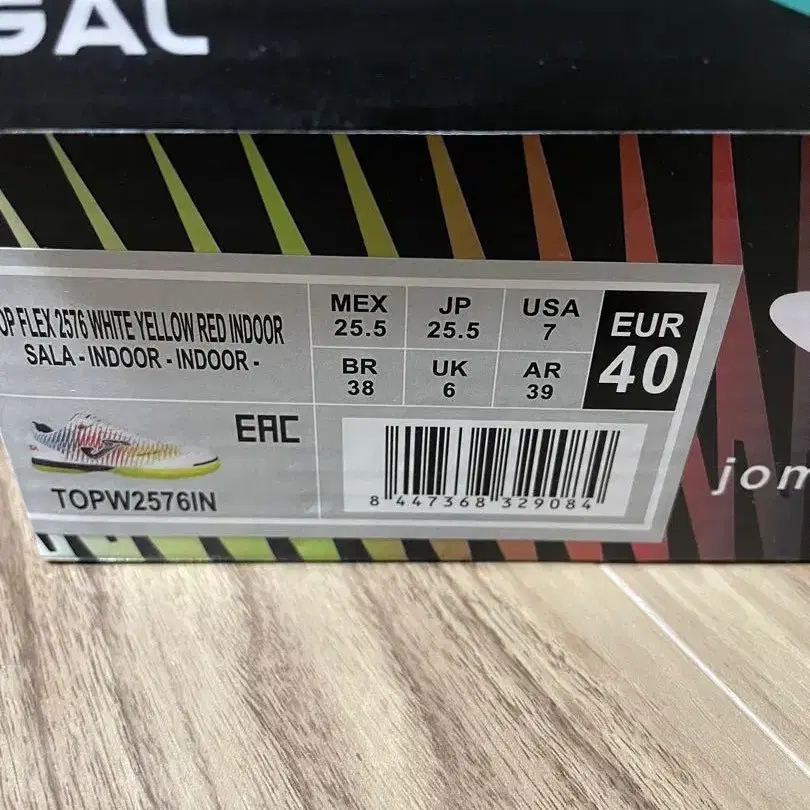 GAL
OP FLEX 2576 WHITE YELLOW RED INDOOR
SALA - INDOOR - INDOOR -
MEX
25.5
JP
25.5
USA
7
BR
38
UK
6
AR
39
EUR
40
EAC
TOPW2576IN
8 447368 329084
jom